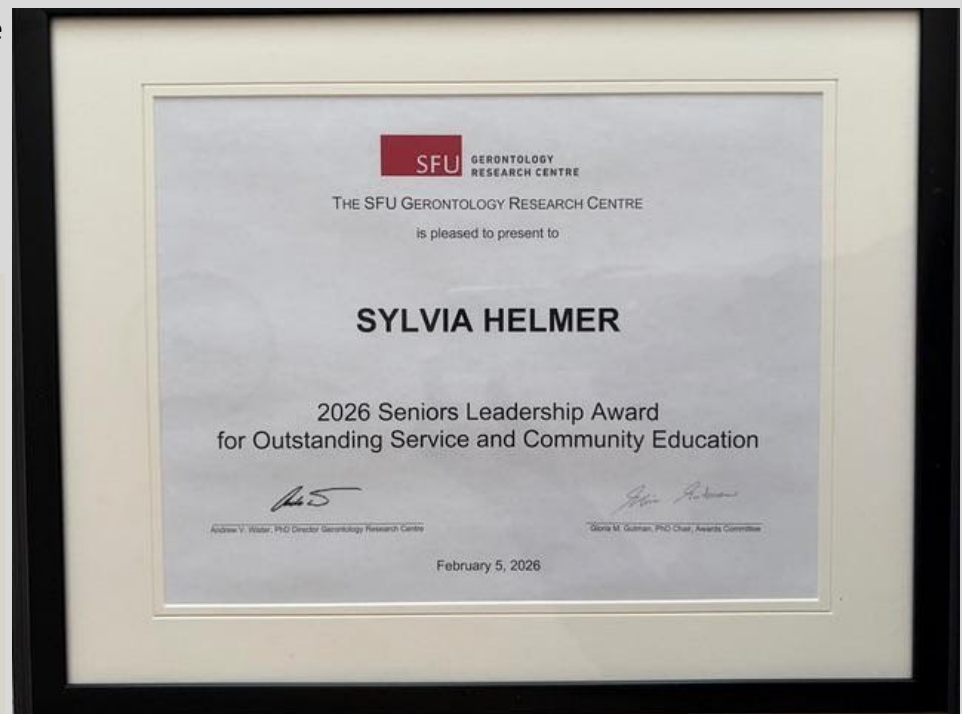 SFU GERONTOLOGY
RESEARCH CENTRE
THE SFU GERONTOLOGY RESEARCH CENTRE
is pleased to present to
SYLVIA HELMER
2026 Seniors Leadership Award
for Outstanding Service and Community Education
Andrew V. Wister, PhD Director Gerontology Research Centre
Gloria M. Gutman, PhD Chair, Awards Committee
February 5, 2026